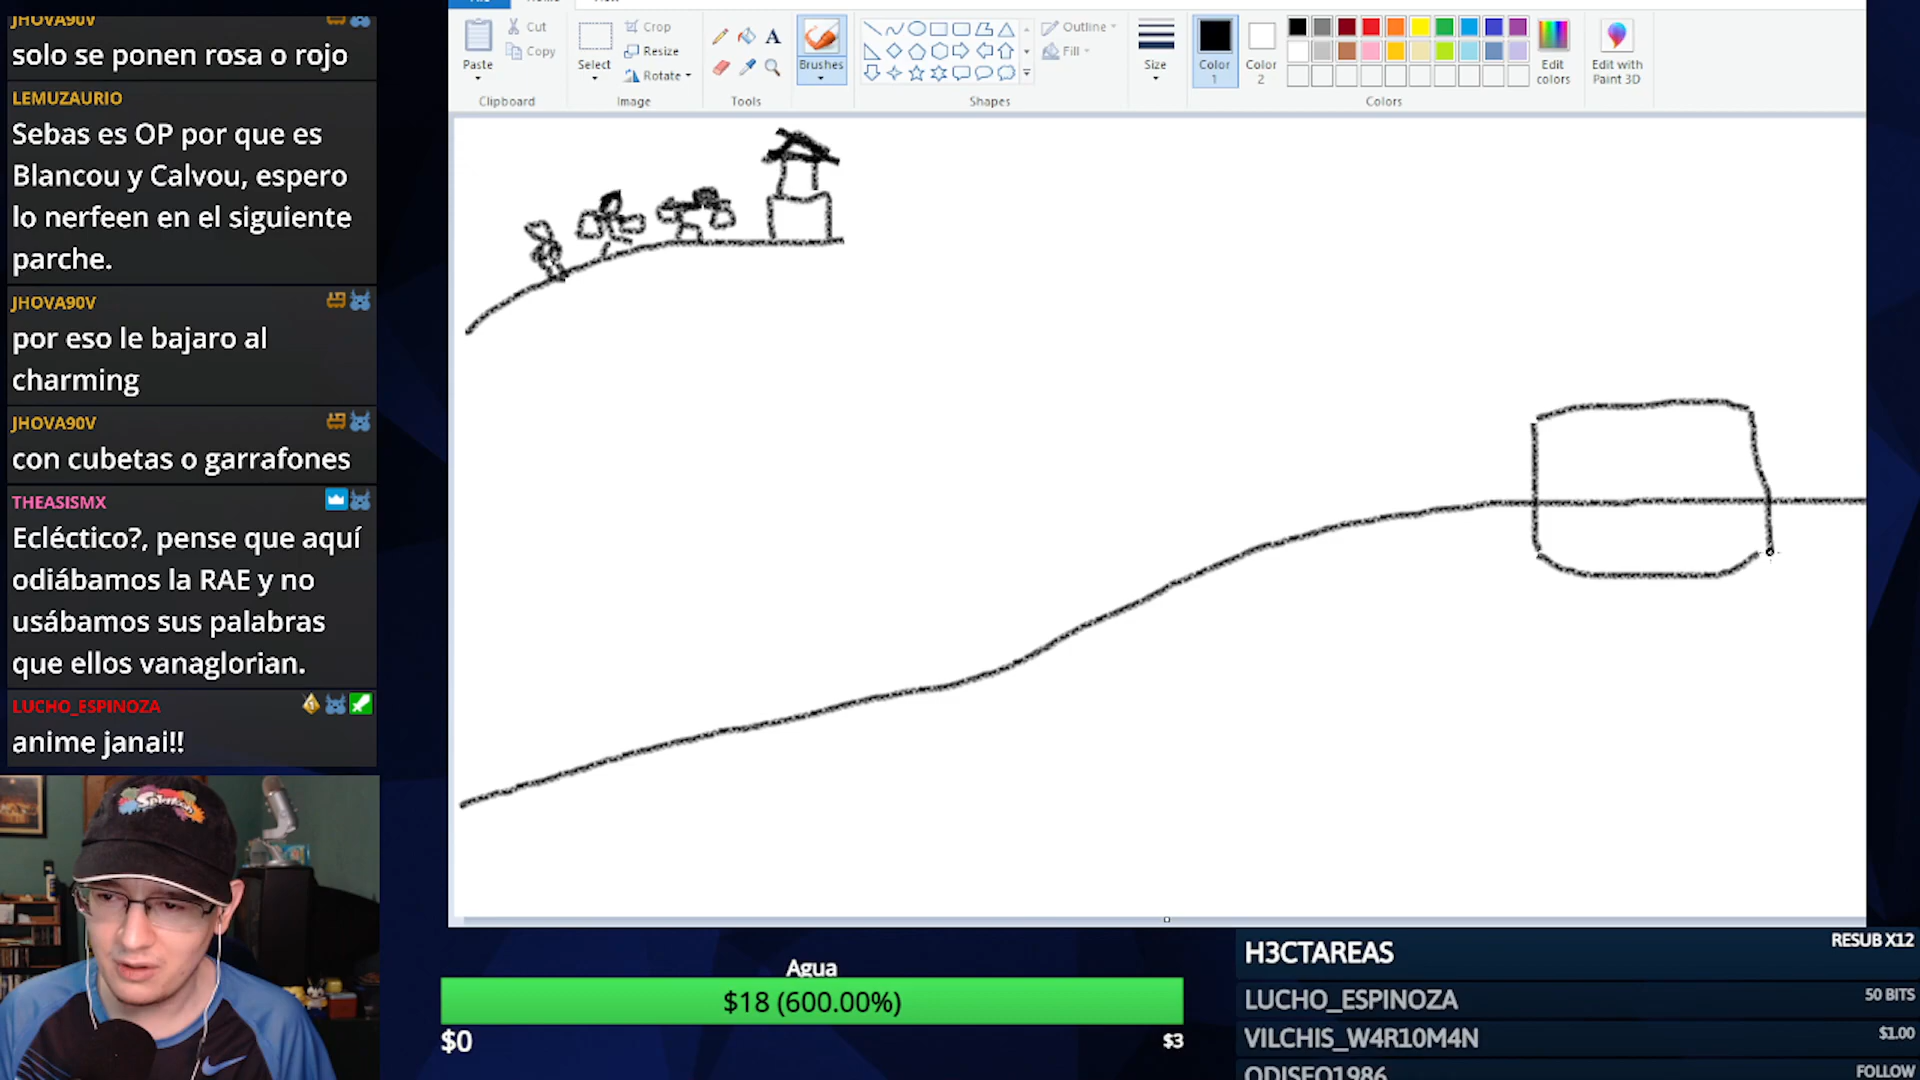 JHOVA90V
solo se ponen rosa o rojo
LEMUZAURIO
Sebas es OP por que es
Blancou y Calvou, espero
lo nerfeen en el siguiente
parche.
JHOVA90V
por eso le bajaro al
charming
JHOVA90V
con cubetas o garrafones
THEASISMX
Ecléctico?, pense que aquí
odiábamos la RAE y no
usábamos sus palabras
que ellos vanaglorian.
LUCHO_ESPINOZA
anime janai!!
Paste
Cut
Copy
Clipboard
Select
Crop
Resize
Rotate
Image
A
Tools
Brushes
Shapes
Outline
Fill
Size
Color
1
Color
2
Colors
Edit
colors
Edit with
Paint 3D
Agua
$18 (600.00%)
$0
$3
H3CTAREAS
RESUB X12
LUCHO_ESPINOZA
50 BITS
VILCHIS_W4R10M4N
$1.00
ODISEO1986
FOLLOW